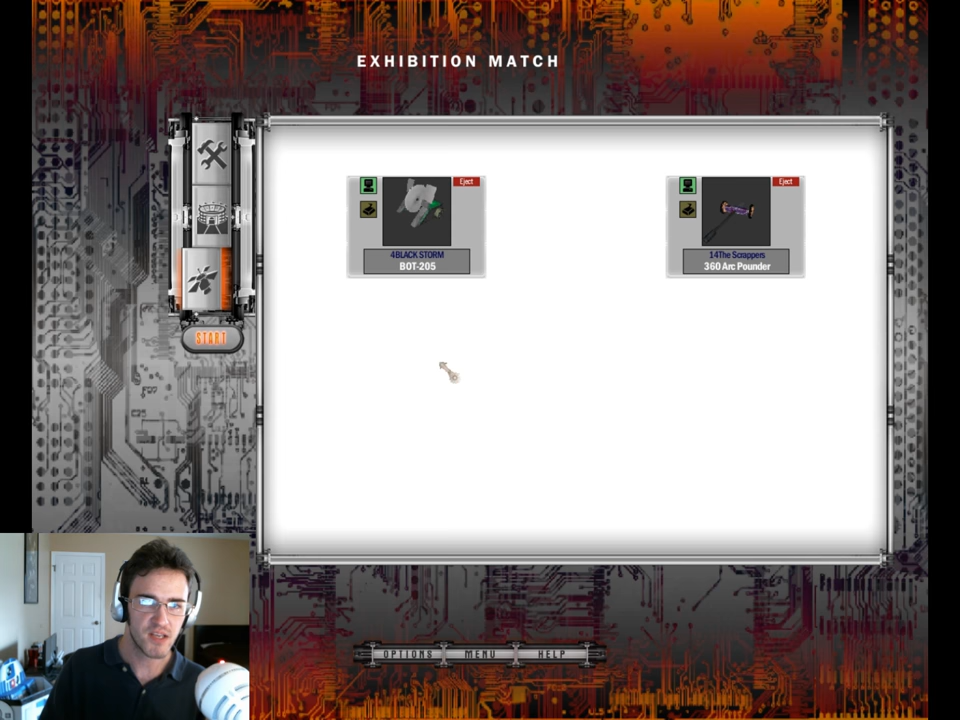 EXHIBITION MATCH
Eject
4BLACK STORM
BOT-205
Eject
14The Scrappers
360 Arc Pounder
START
OPTIONS MENU HELP